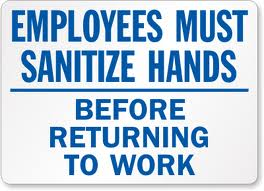 EMPLOYEES MUST
SANITIZE HANDS
BEFORE
RETURNING
TO WORK